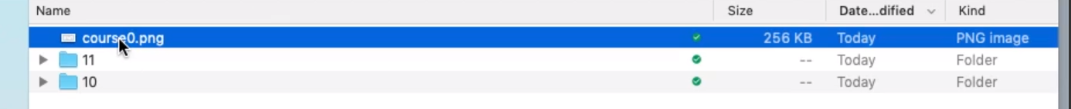 Name Size Date...dified Kind
course0.png 256 KB Today PNG image
11 -- Today Folder
10 -- Today Folder